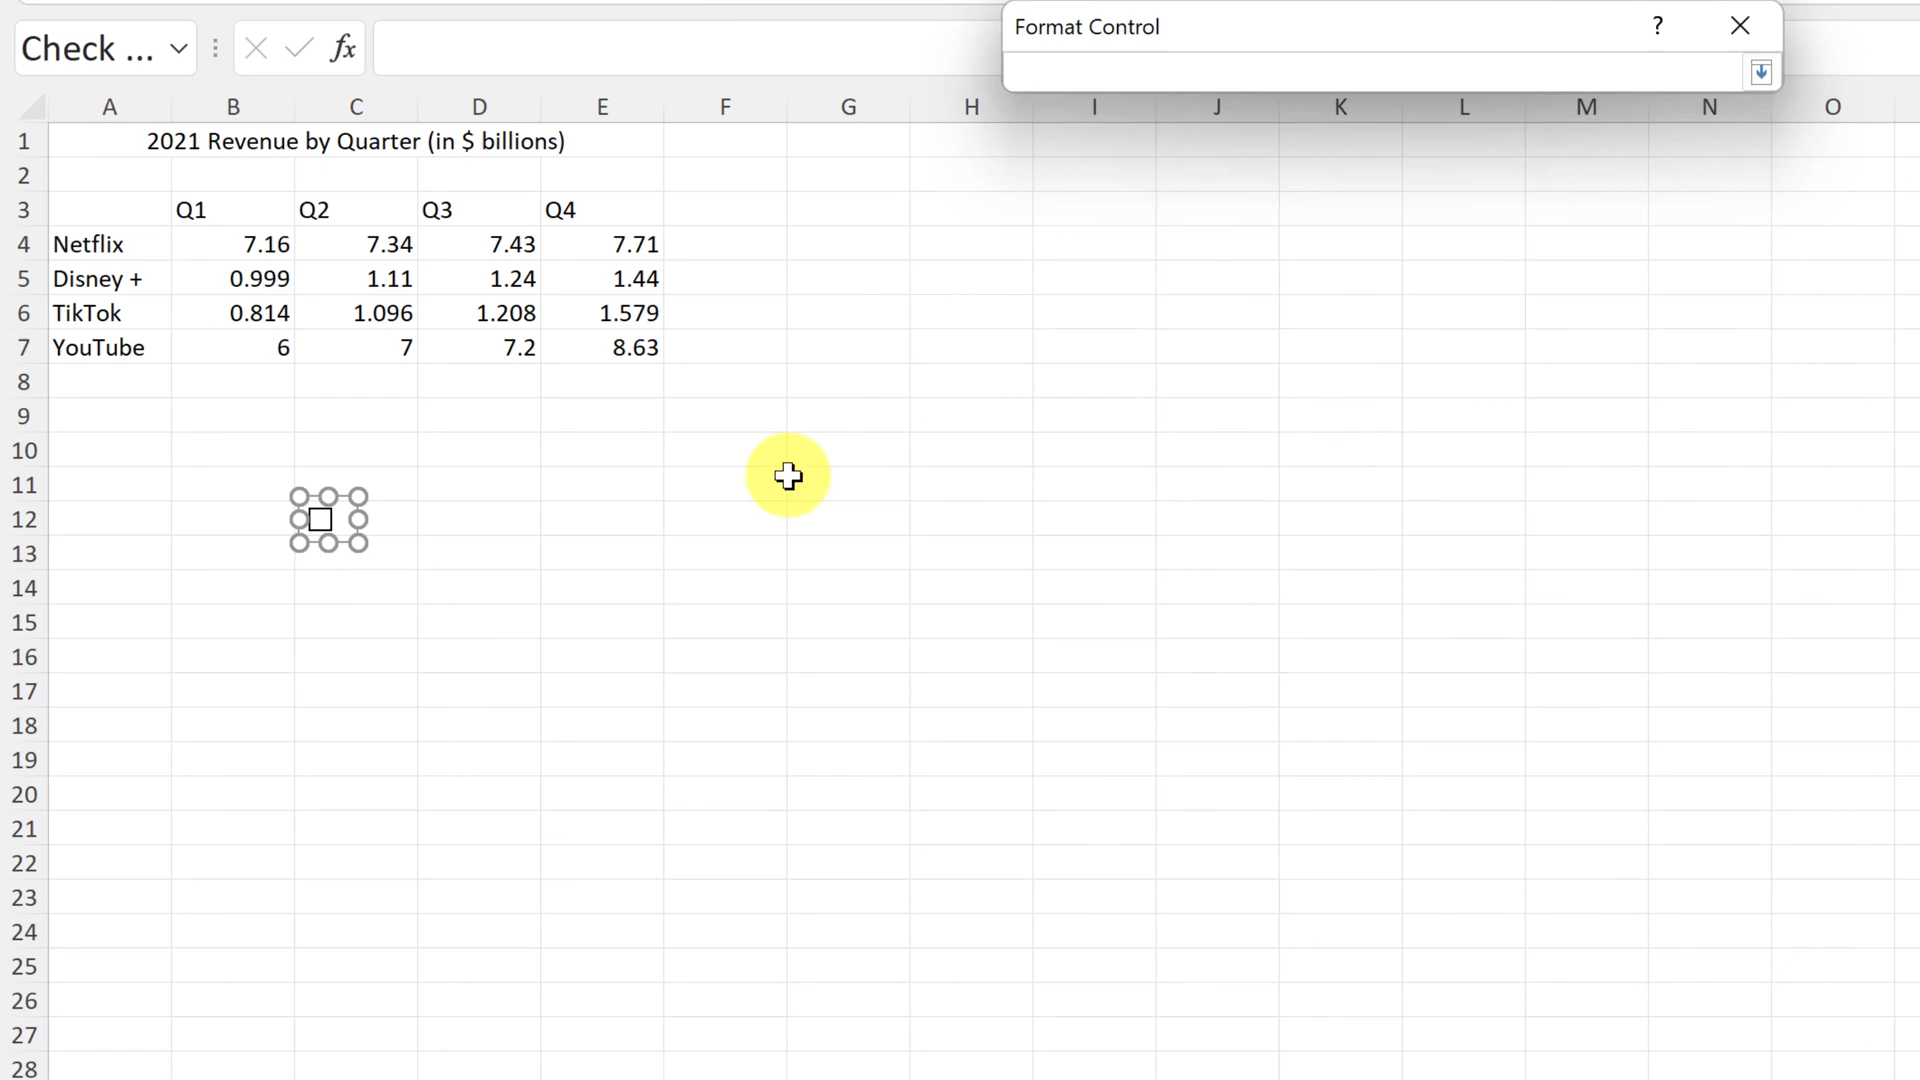 Format Control ?
Check ... fx
A B C D E F G H I J K L M N O
1 2021 Revenue by Quarter (in $ billions)
2
3 Q1 Q2 Q3 Q4
4 Netflix 7.16 7.34 7.43 7.71
5 Disney + 0.999 1.11 1.24 1.44
6 TikTok 0.814 1.096 1.208 1.579
7 YouTube 6 7 7.2 8.63
8
9
10
11
12
13
14
15
16
17
18
19
20
21
22
23
24
25
26
27
28